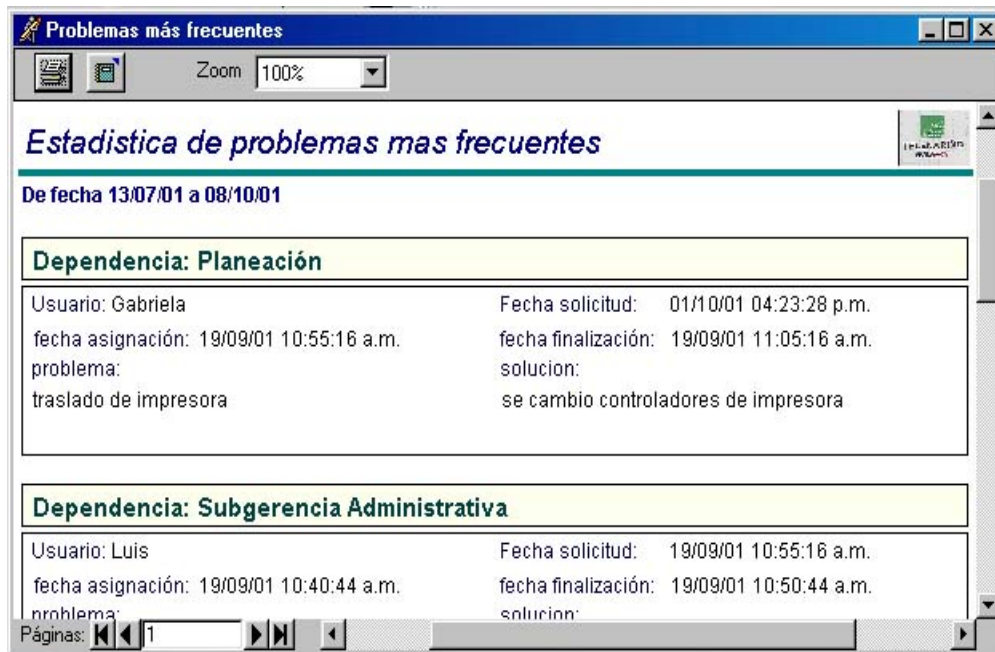 Problemas más frecuentes
Zoom 100%
Estadistica de problemas mas frecuentes
De fecha 13/07/01 a 08/10/01
Dependencia: Planeación
Usuario: Gabriela Fecha solicitud: 01/10/01 04:23:28 p.m.
fecha asignación: 19/09/01 10:55:16 a.m. fecha finalización: 19/09/01 11:05:16 a.m.
problema: solucion:
traslado de impresora se cambio controladores de impresora
Dependencia: Subgerencia Administrativa
Usuario: Luis Fecha solicitud: 19/09/01 10:55:16 a.m.
fecha asignación: 19/09/01 10:40:44 a.m. fecha finalización: 19/09/01 10:50:44 a.m.
problema: solucion:
Páginas: 1